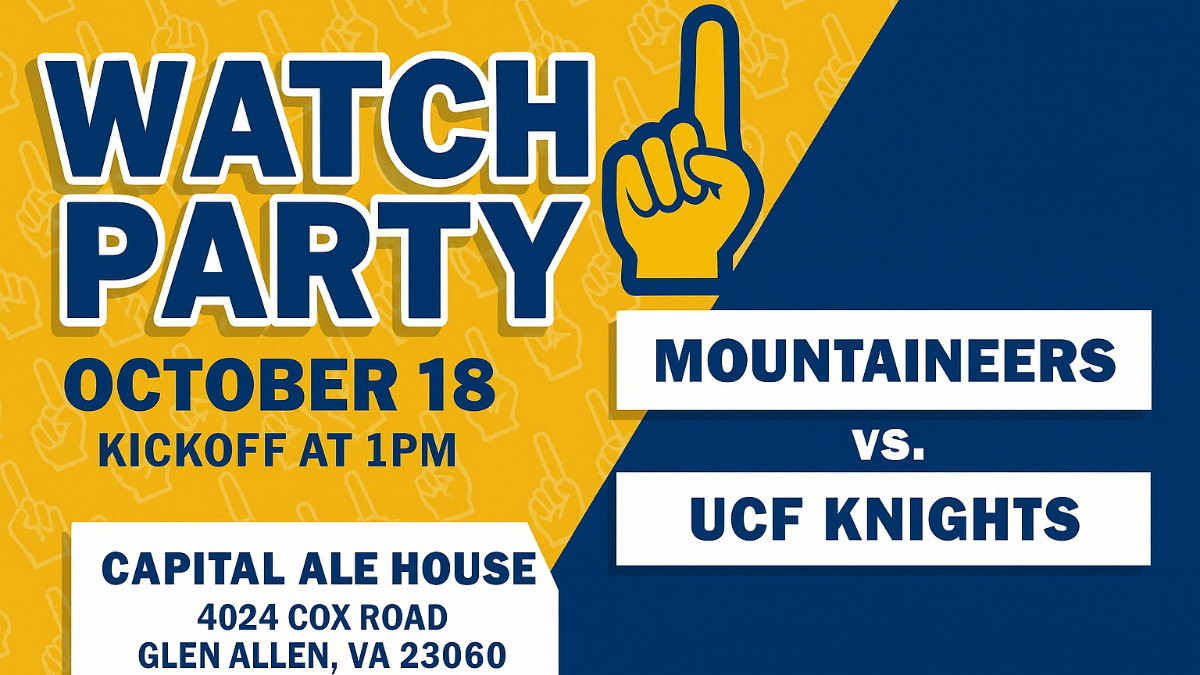 WATCH
PARTY
OCTOBER 18
KICKOFF AT 1PM
CAPITAL ALE HOUSE
4024 COX ROAD
GLEN ALLEN, VA 23060
MOUNTAINEERS
VS.
UCF KNIGHTS